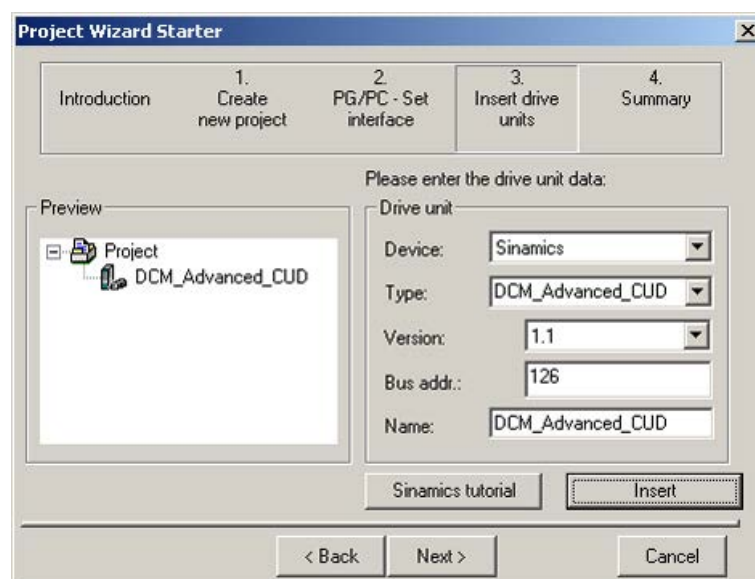 Project Wizard Starter
Introduction
1.
Create
new project
2.
PG/PC - Set
interface
3.
Insert drive
units
4.
Summary
Please enter the drive unit data:
Preview
Project
DCM_Advanced_CUD
Drive unit
Device: Sinamics
Type: DCM_Advanced_CUD
Version: 1.1
Bus addr.: 126
Name: DCM_Advanced_CUD
Sinamics tutorial
Insert
< Back
Next >
Cancel